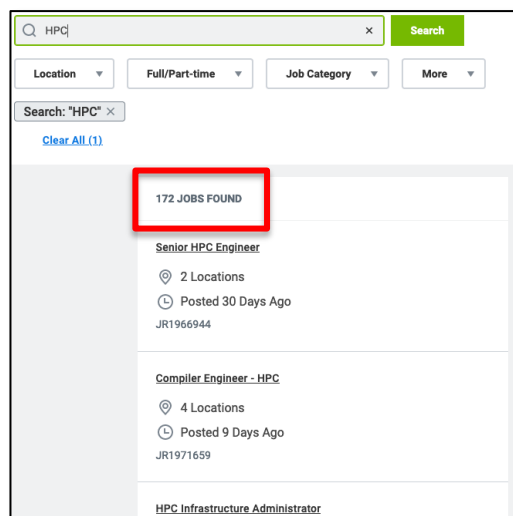 HPC
Search
Location
Full/Part-time
Job Category
More
Search: "HPC"
Clear All (1)
172 JOBS FOUND
Senior HPC Engineer
2 Locations
Posted 30 Days Ago
JR1966944
Compiler Engineer - HPC
4 Locations
Posted 9 Days Ago
JR1971659
HPC Infrastructure Administrator